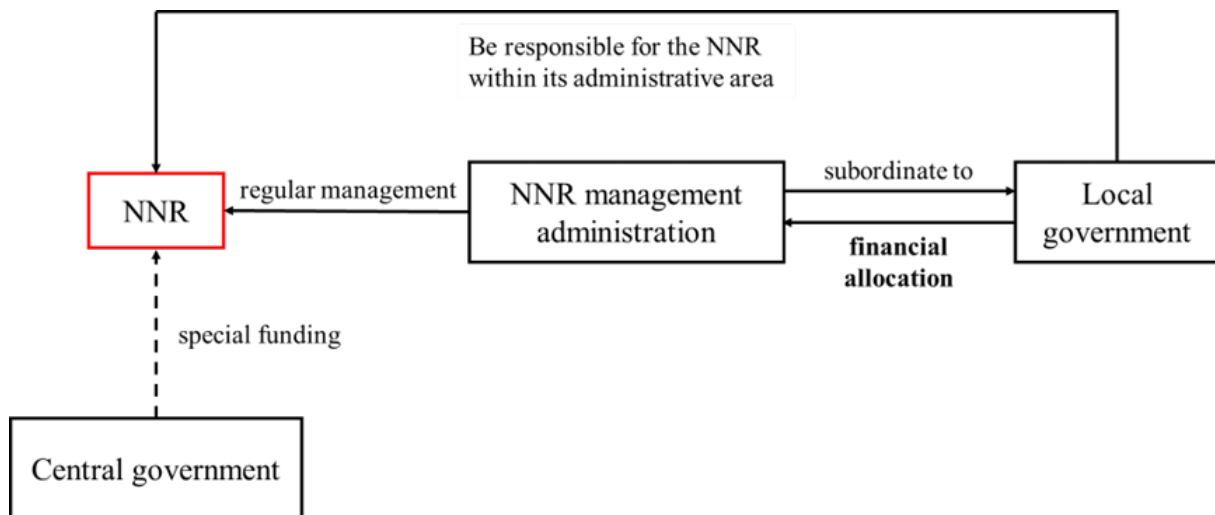 Be responsible for the NNR
within its administrative area
NNR
regular management
NNR management
administration
subordinate to
financial
allocation
Local
government
special funding
Central government